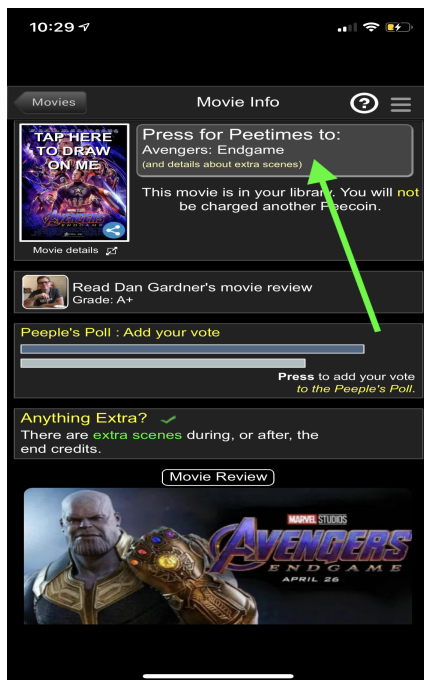 10:29
Movies
Movie Info
?
TAP HERE
TO DRAW
ON ME
AVENGERS
Movie details
Press for Peetimes to:
Avengers: Endgame
(and details about extra scenes)
This movie is in your library. You will not
be charged another Peecoin.
Read Dan Gardner's movie review
Grade: A+
Peeple's Poll : Add your vote
Press to add your vote
to the Peeple's Poll.
Anything Extra?
There are extra scenes during, or after, the
end credits.
Movie Review
MARVEL STUDIOS
AVENGERS
ENDGAME
APRIL 26